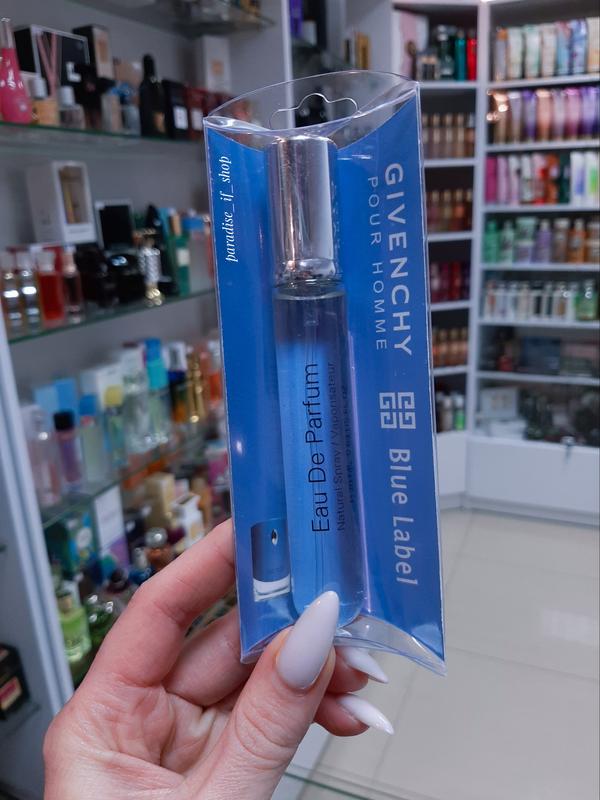 paradise_if_shop
GIVENCHY
POUR HOMME
Blue Label
Eau De Parfum
Natural Spray / Vaporisateur